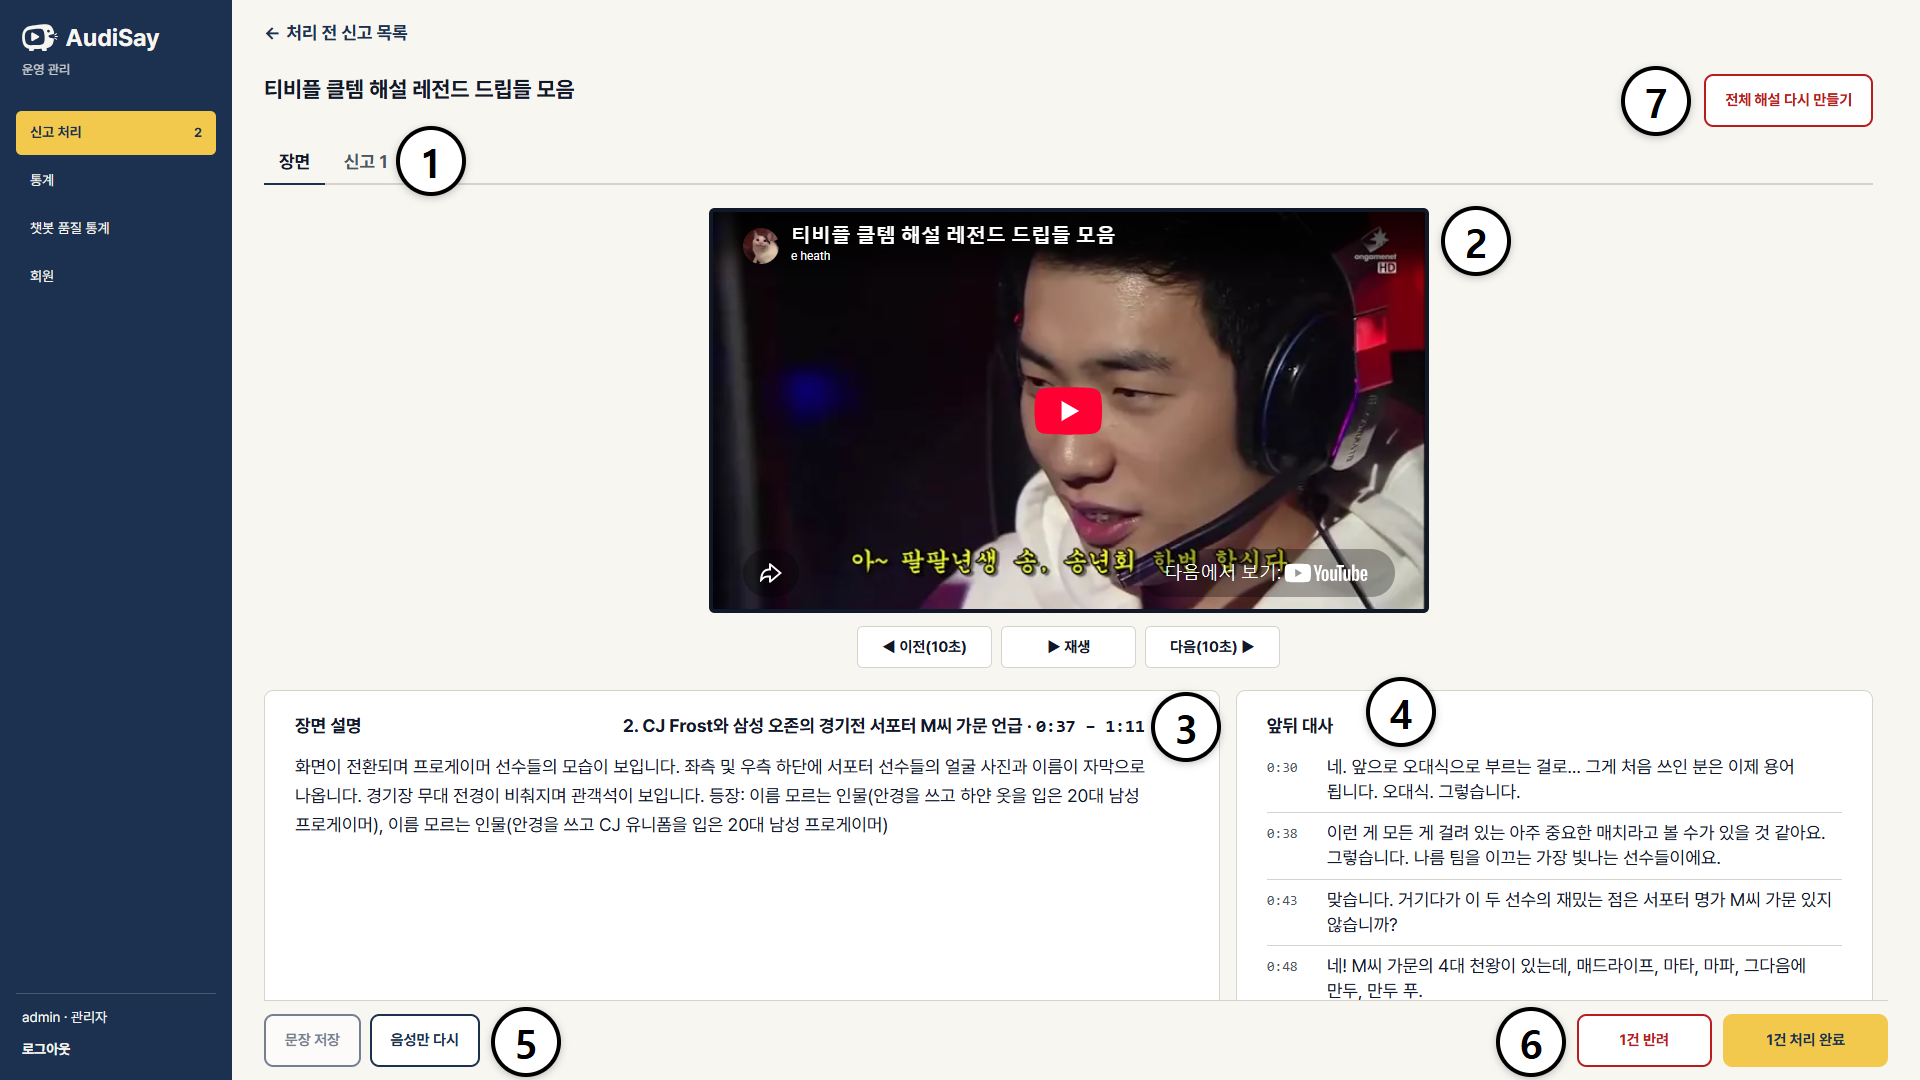 AudiSay
운영 관리
신고 처리 2
통계
챗봇 품질 통계
회원
admin · 관리자
로그아웃
← 처리 전 신고 목록
티비플 클템 해설 레전드 드립들 모음
7
전체 해설 다시 만들기
장면
신고 1
1
티비플 클템 해설 레전드 드립들 모음
e heath
ongamenet
HD
2
아~ 팔팔년생 송, 송년회 한번 합시다
다음에서 보기: YouTube
◀ 이전(10초)
▶ 재생
다음(10초) ▶
장면 설명
2. CJ Frost와 삼성 오존의 경기전 서포터 M씨 가문 언급 · 0:37 – 1:11
3
화면이 전환되며 프로게이머 선수들의 모습이 보입니다. 좌측 및 우측 하단에 서포터 선수들의 얼굴 사진과 이름이 자막으로
나옵니다. 경기장 무대 전경이 비춰지며 관객석이 보입니다. 등장: 이름 모르는 인물(안경을 쓰고 하얀 옷을 입은 20대 남성
프로게이머), 이름 모르는 인물(안경을 쓰고 CJ 유니폼을 입은 20대 남성 프로게이머)
앞뒤 대사
4
0:30 네. 앞으로 오대식으로 부르는 걸로... 그게 처음 쓰인 분은 이제 용어
됩니다. 오대식. 그렇습니다.
0:38 이런 게 모든 게 걸려 있는 아주 중요한 매치라고 볼 수가 있을 것 같아요.
그렇습니다. 나름 팀을 이끄는 가장 빛나는 선수들이에요.
0:43 맞습니다. 거기다가 이 두 선수의 재밌는 점은 서포터 명가 M씨 가문 있지
않습니까?
0:48 네! M씨 가문의 4대 천왕이 있는데, 매드라이프, 마타, 마파, 그다음에
만두, 만두 푸.
문장 저장
음성만 다시
5
6
1건 반려
1건 처리 완료